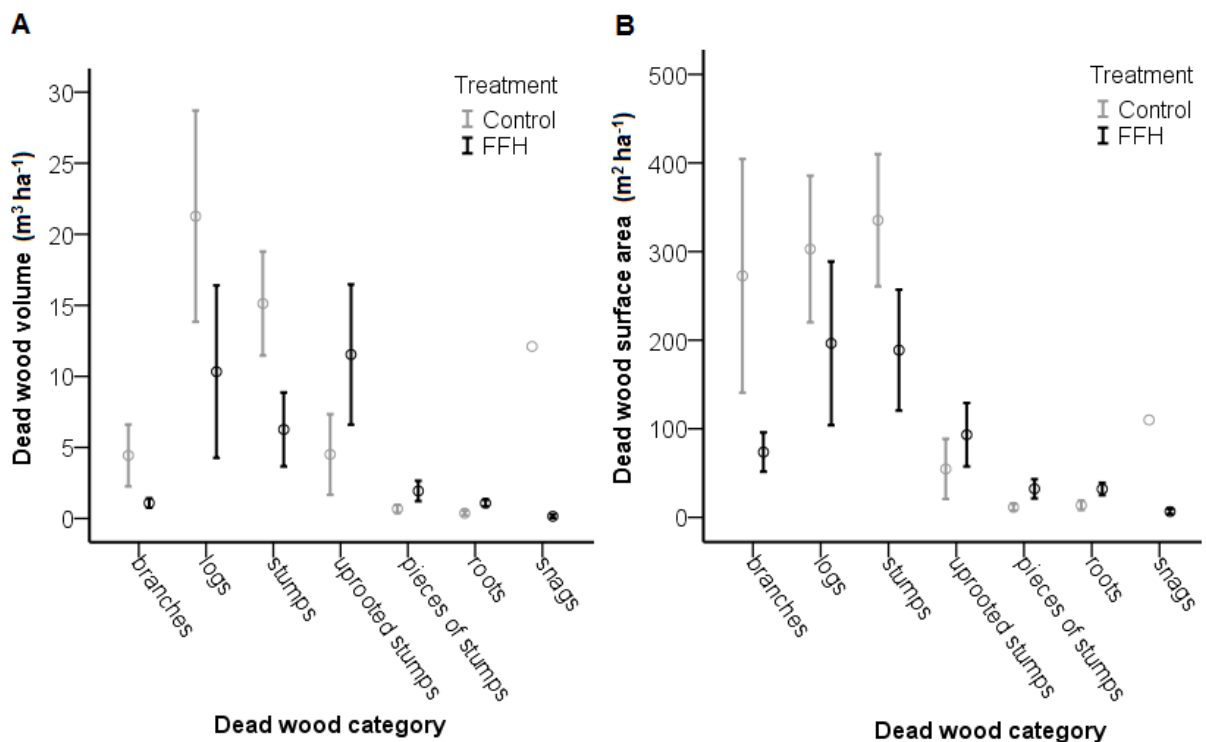 A
Dead wood volume (m³ ha⁻¹)
30
25
20
15
10
5
0
Treatment
Control
FFH
branches
logs
stumps
uprooted stumps
pieces of stumps
roots
snags
Dead wood category
B
Dead wood surface area (m² ha⁻¹)
500
400
300
200
100
0
Treatment
Control
FFH
branches
logs
stumps
uprooted stumps
pieces of stumps
roots
snags
Dead wood category